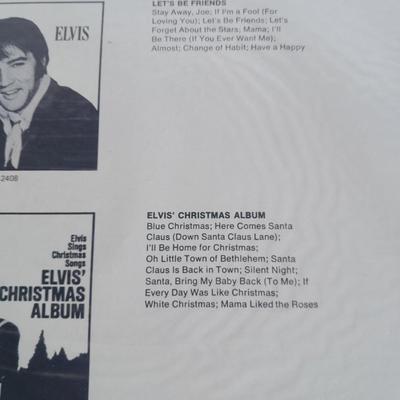 LET'S BE FRIENDS
Stay Away, Joe; If I'm a Fool (For
Loving You); Let's Be Friends; Let's
Forget About the Stars; Mama; I'll
Be There (If You Ever Want Me);
Almost; Change of Habit; Have a Happy
ELVIS
2408
ELVIS' CHRISTMAS ALBUM
Blue Christmas; Here Comes Santa
Claus (Down Santa Claus Lane);
I'll Be Home for Christmas;
Oh Little Town of Bethlehem; Santa
Claus Is Back in Town; Silent Night;
Santa, Bring My Baby Back (To Me); If
Every Day Was Like Christmas;
White Christmas; Mama Liked the Roses
Elvis
Sings
Christmas
Songs
ELVIS'
CHRISTMAS
ALBUM